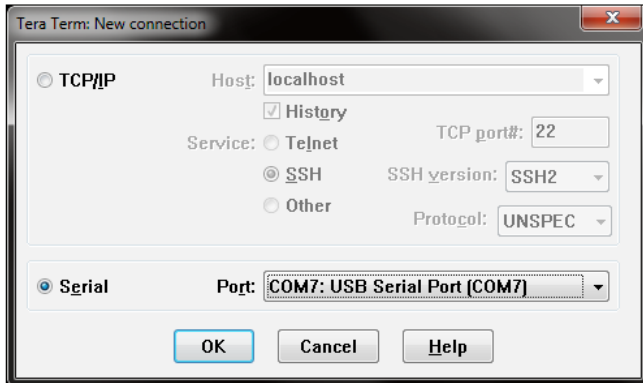 Tera Term: New connection
TCP/IP Host: localhost
History
Service: Telnet TCP port#: 22
SSH SSH version: SSH2
Other Protocol: UNSPEC
Serial Port: COM7: USB Serial Port (COM7)
OK Cancel Help